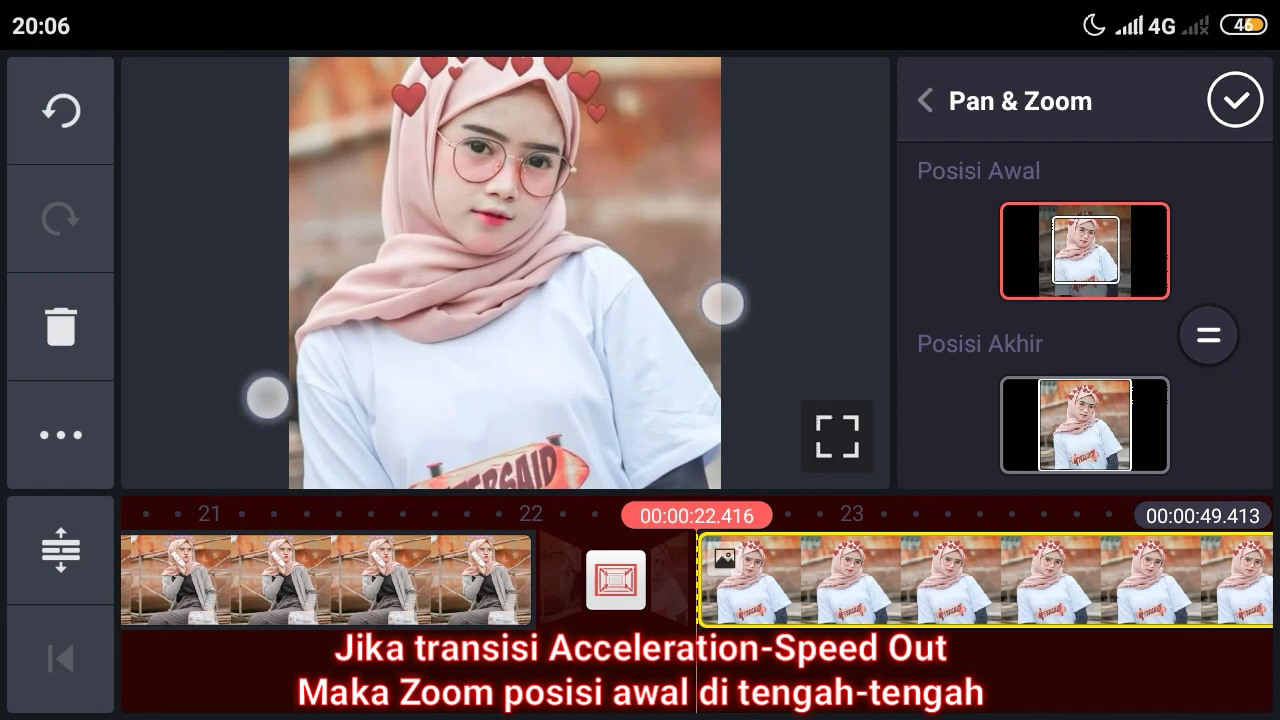 20:06
4G
46
Pan & Zoom
Posisi Awal
Posisi Akhir
21
22
00:00:22.416
23
00:00:49.413
Jika transisi Acceleration-Speed Out
Maka Zoom posisi awal di tengah-tengah